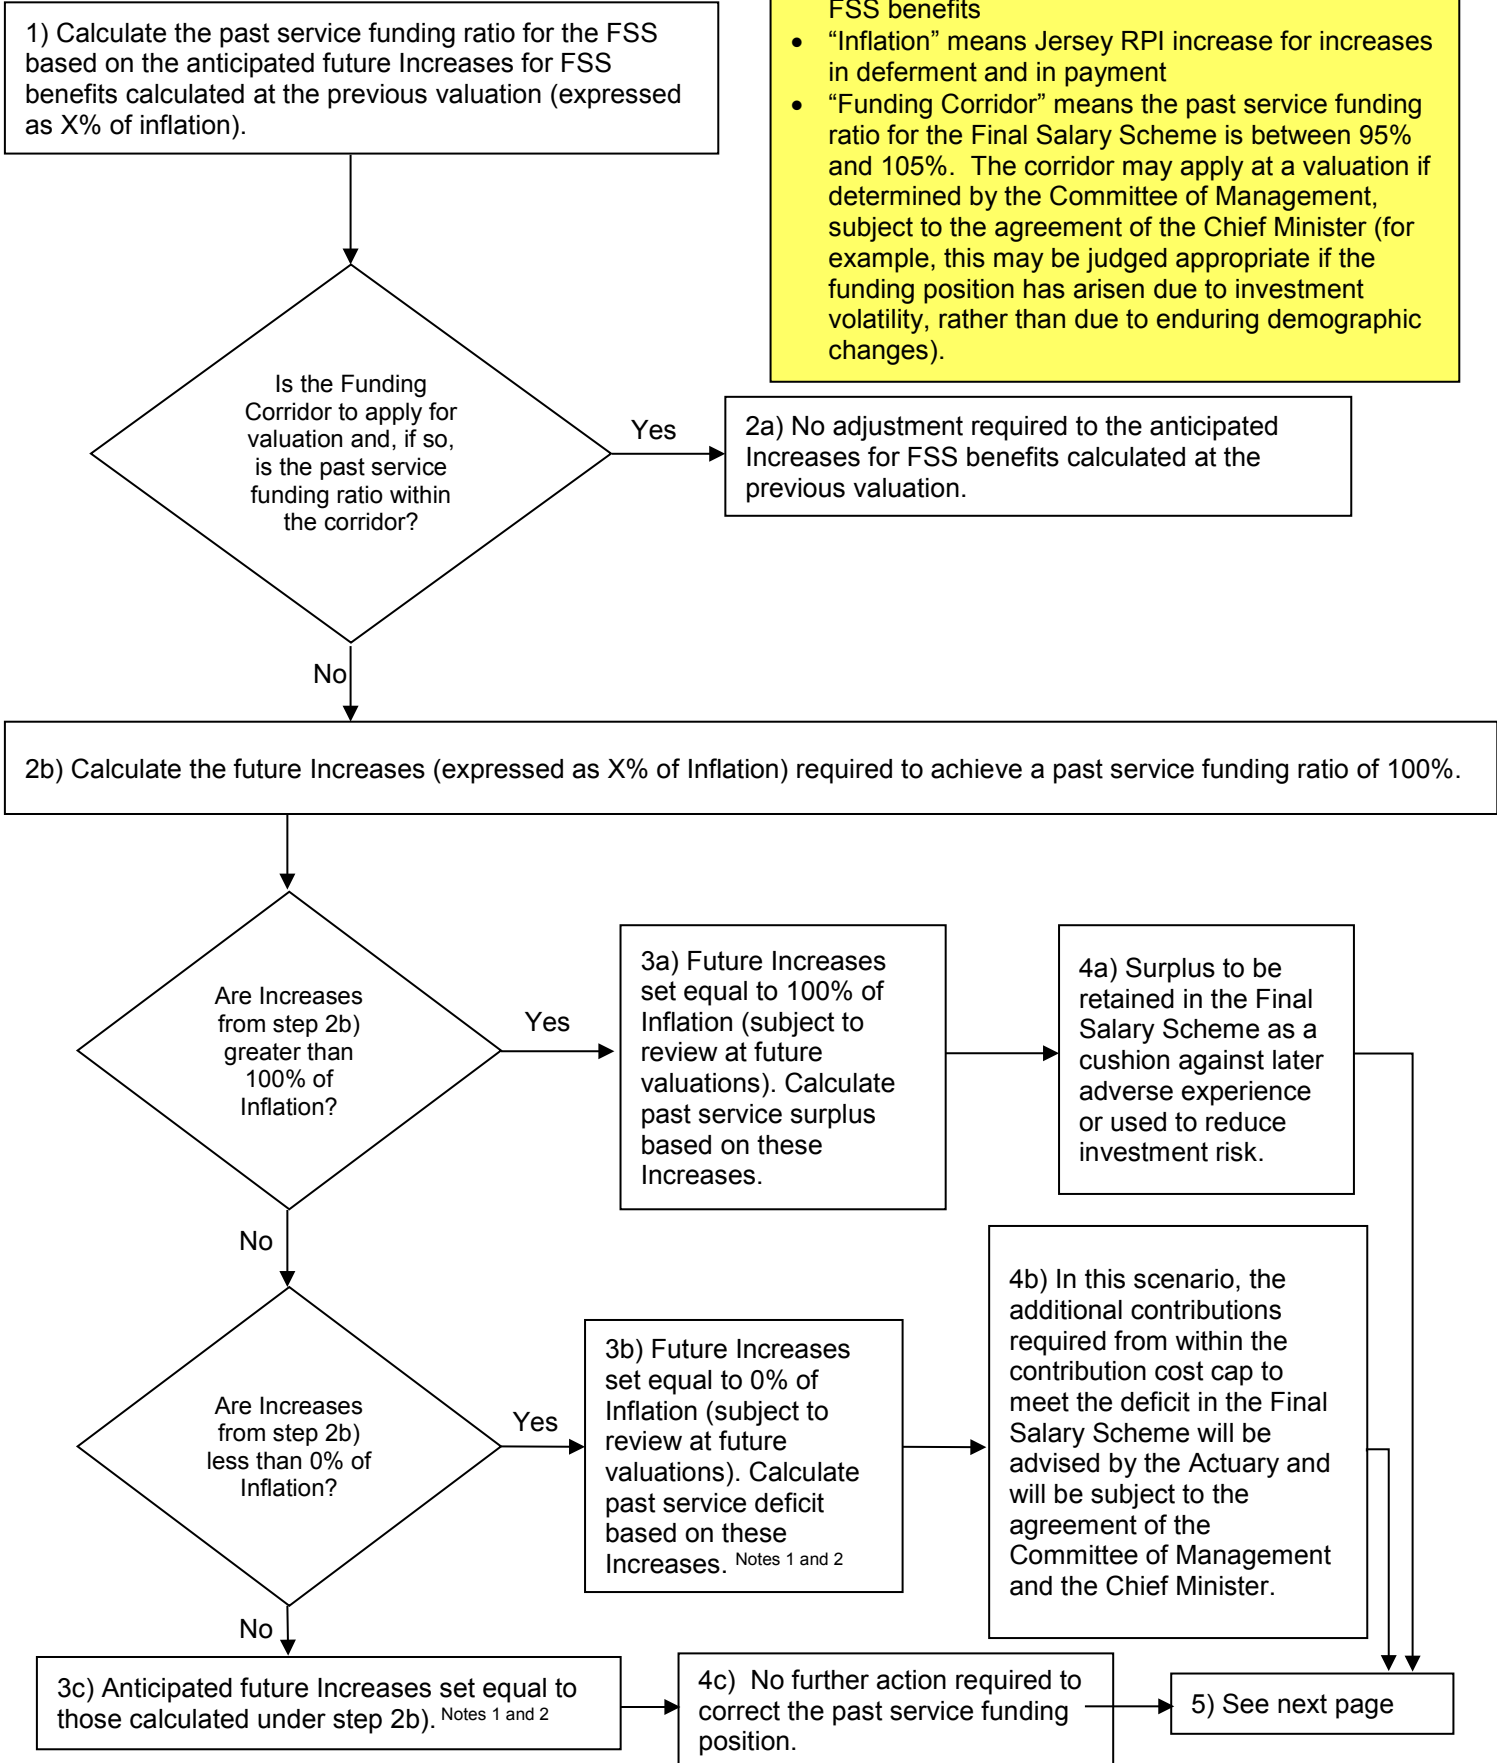 1) Calculate the past service funding ratio for the FSS
based on the anticipated future Increases for FSS
benefits calculated at the previous valuation (expressed
as X% of inflation).
FSS benefits
• “Inflation” means Jersey RPI increase for increases
in deferment and in payment
• “Funding Corridor” means the past service funding
ratio for the Final Salary Scheme is between 95%
and 105%. The corridor may apply at a valuation if
determined by the Committee of Management,
subject to the agreement of the Chief Minister (for
example, this may be judged appropriate if the
funding position has arisen due to investment
volatility, rather than due to enduring demographic
changes).
Is the Funding
Corridor to apply for
valuation and, if so,
is the past service
funding ratio within
the corridor?
Yes
2a) No adjustment required to the anticipated
Increases for FSS benefits calculated at the
previous valuation.
No
2b) Calculate the future Increases (expressed as X% of Inflation) required to achieve a past service funding ratio of 100%.
Are Increases
from step 2b)
greater than
100% of
Inflation?
Yes
3a) Future Increases
set equal to 100% of
Inflation (subject to
review at future
valuations). Calculate
past service surplus
based on these
Increases.
4a) Surplus to be
retained in the Final
Salary Scheme as a
cushion against later
adverse experience
or used to reduce
investment risk.
No
Are Increases
from step 2b)
less than 0% of
Inflation?
Yes
3b) Future Increases
set equal to 0% of
Inflation (subject to
review at future
valuations). Calculate
past service deficit
based on these
Increases. Notes 1 and 2
4b) In this scenario, the
additional contributions
required from within the
contribution cost cap to
meet the deficit in the Final
Salary Scheme will be
advised by the Actuary and
will be subject to the
agreement of the
Committee of Management
and the Chief Minister.
No
3c) Anticipated future Increases set equal to
those calculated under step 2b). Notes 1 and 2
4c) No further action required to
correct the past service funding
position.
5) See next page